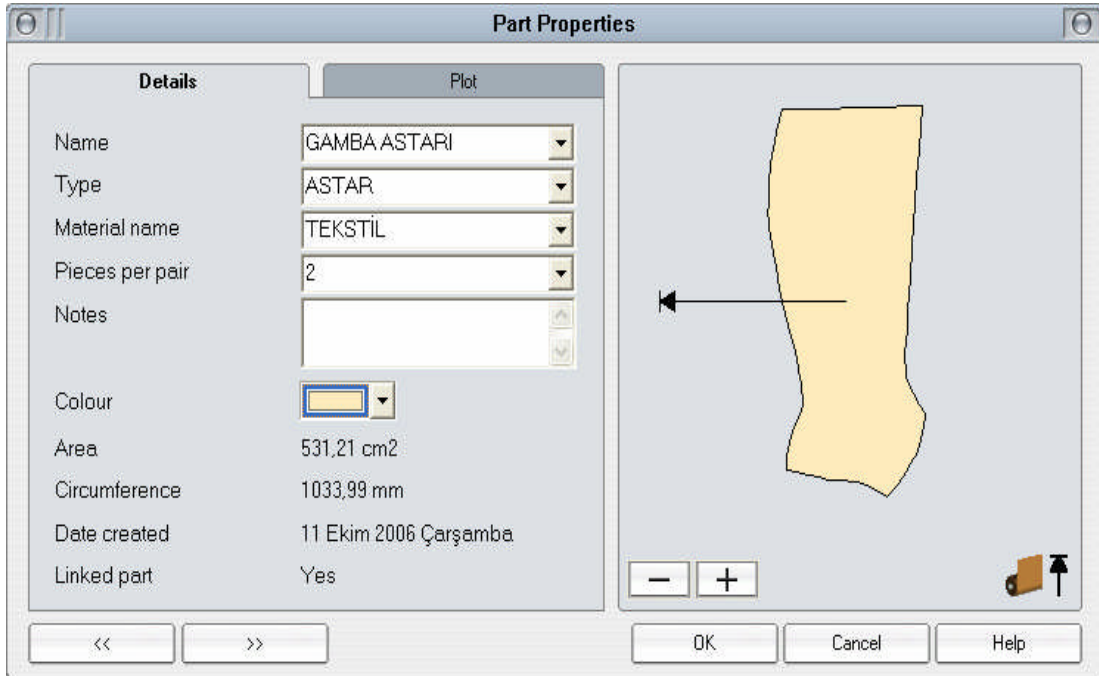 Part Properties
Details
Plot
Name
GAMBA ASTARI
Type
ASTAR
Material name
TEKSTİL
Pieces per pair
2
Notes
Colour
Area
531,21 cm2
Circumference
1033,99 mm
Date created
11 Ekim 2006 Çarşamba
Linked part
Yes
<<
>>
OK
Cancel
Help